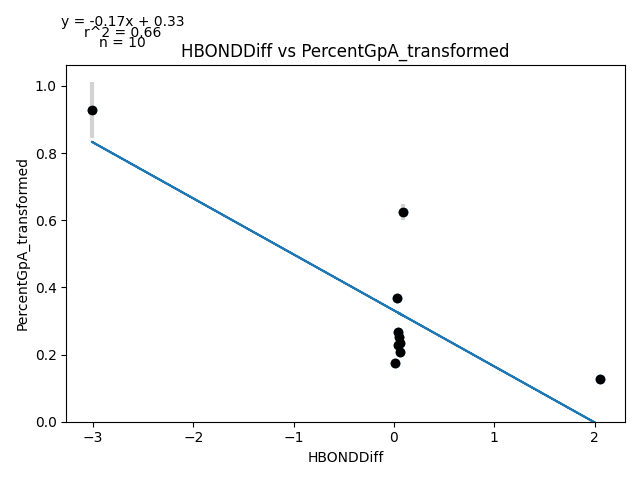 y = -0.17x + 0.33
r^2 = 0.66
n = 10
HBONDDiff vs PercentGpA_transformed
PercentGpA_transformed
1.0
0.8
0.6
0.4
0.2
0.0
−3
−2
−1
0
1
2
HBONDDiff